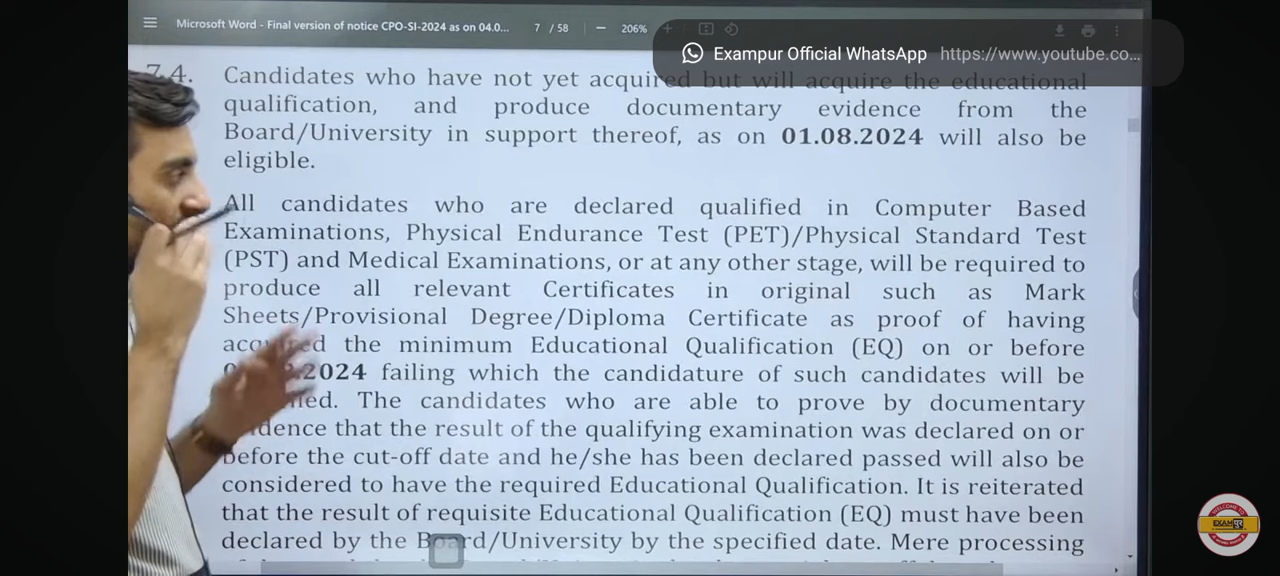 Microsoft Word - Final version of notice CPO-SI-2024 as on 04.0...
7 / 58
206%
Exampur Official WhatsApp https://www.youtube.co...
7.4. Candidates who have not yet acquired but will acquire the educational
qualification, and produce documentary evidence from the
Board/University in support thereof, as on 01.08.2024 will also be
eligible.
All candidates who are declared qualified in Computer Based
Examinations, Physical Endurance Test (PET)/Physical Standard Test
(PST) and Medical Examinations, or at any other stage, will be required to
produce all relevant Certificates in original such as Mark
Sheets/Provisional Degree/Diploma Certificate as proof of having
acquired the minimum Educational Qualification (EQ) on or before
2024 failing which the candidature of such candidates will be
The candidates who are able to prove by documentary
evidence that the result of the qualifying examination was declared on or
before the cut-off date and he/she has been declared passed will also be
considered to have the required Educational Qualification. It is reiterated
that the result of requisite Educational Qualification (EQ) must have been
declared by the Board/University by the specified date. Mere processing
WELCOME TO
EXAMपुर